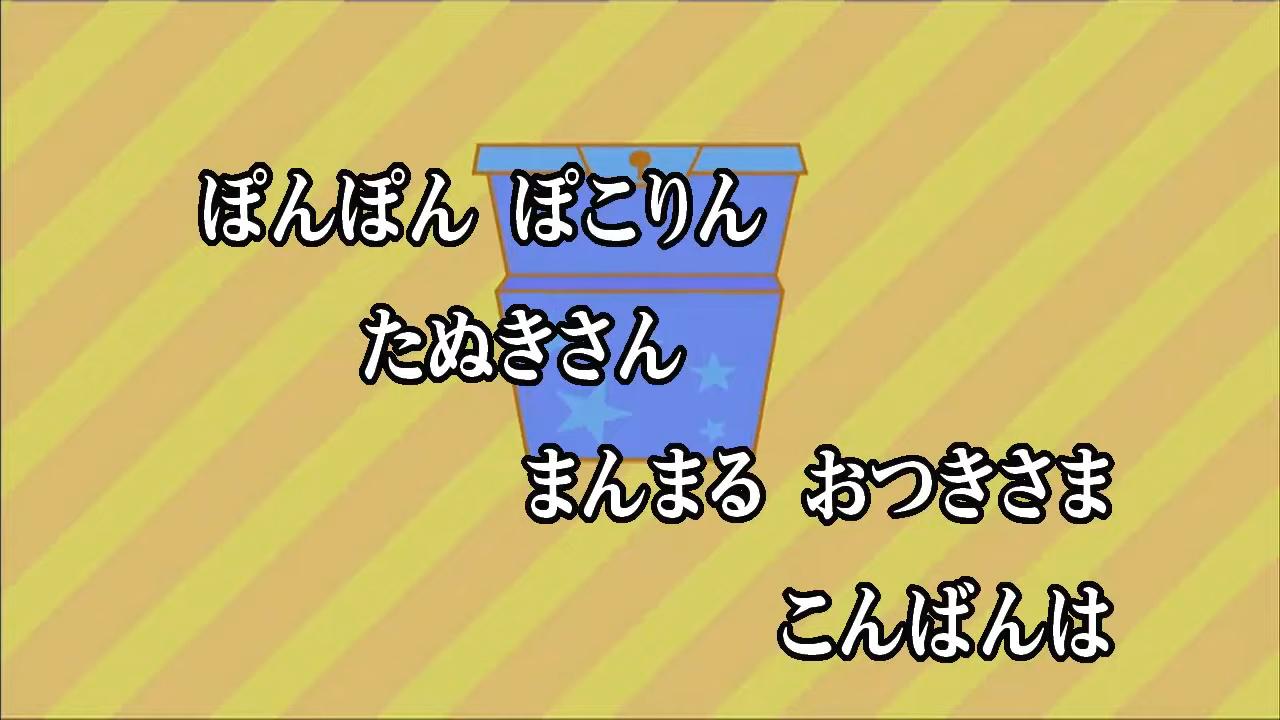 ぽんぽん ぽこりん
たぬきさん
まんまる おつきさま
こんばんは